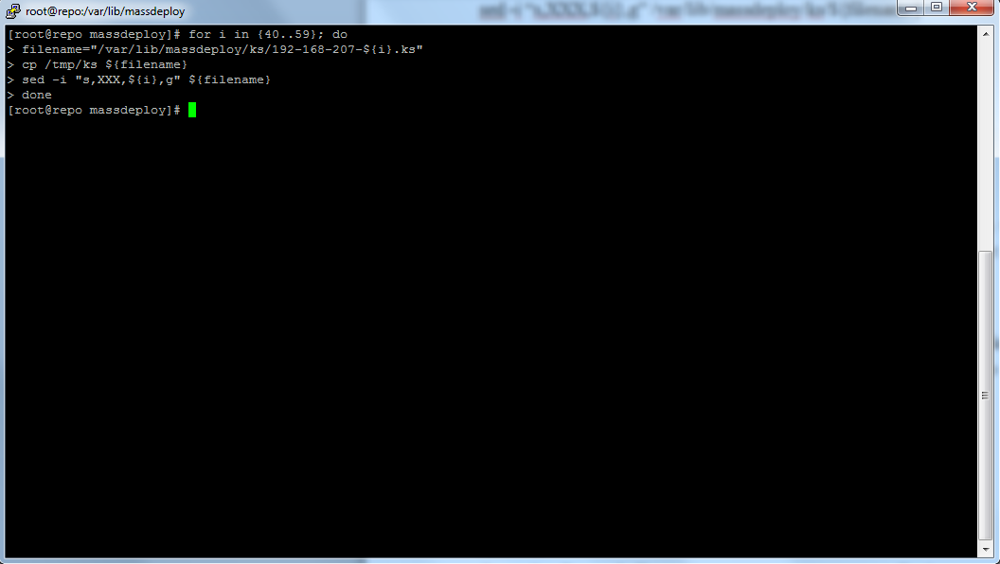 root@repo:/var/lib/massdeploy
[root@repo massdeploy]# for i in {40..59}; do
> filename="/var/lib/massdeploy/ks/192-168-207-${i}.ks"
> cp /tmp/ks ${filename}
> sed -i "s,XXX,${i},g" ${filename}
> done
[root@repo massdeploy]#